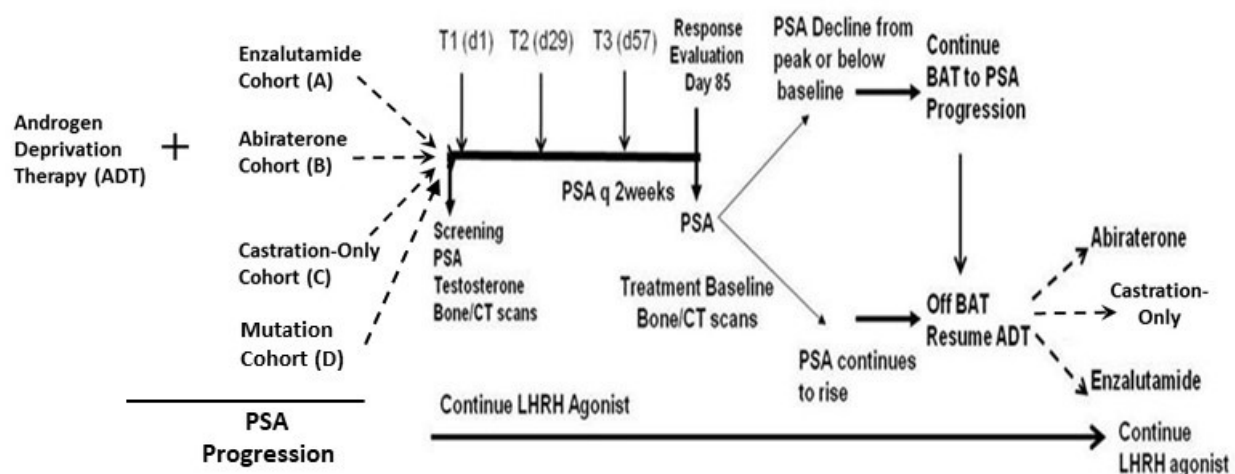 Androgen
Deprivation
Therapy (ADT)
+
Enzalutamide
Cohort (A)
Abiraterone
Cohort (B)
Castration-Only
Cohort (C)
Mutation
Cohort (D)
PSA
Progression
T1 (d1)
T2 (d29)
T3 (d57)
Response
Evaluation
Day 85
PSA q 2weeks
Screening
PSA
Testosterone
Bone/CT scans
PSA
Treatment Baseline
Bone/CT scans
PSA Decline from
peak or below
baseline
Continue
BAT to PSA
Progression
PSA continues
to rise
Off BAT
Resume ADT
Abiraterone
Castration-
Only
Enzalutamide
Continue LHRH Agonist
Continue
LHRH agonist